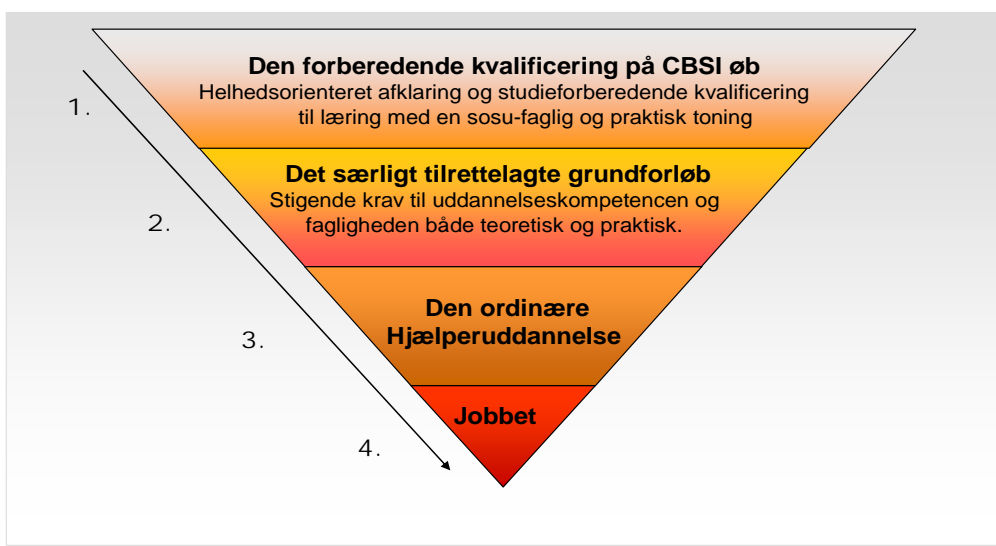 Den forberedende kvalificering på CBSI øb
Helhedsorienteret afklaring og studieforberedende kvalificering
til læring med en sosu-faglig og praktisk toning
1.
Det særligt tilrettelagte grundforløb
Stigende krav til uddannelseskompetencen og
fagligheden både teoretisk og praktisk.
2.
Den ordinære
Hjælperuddannelse
3.
Jobbet
4.